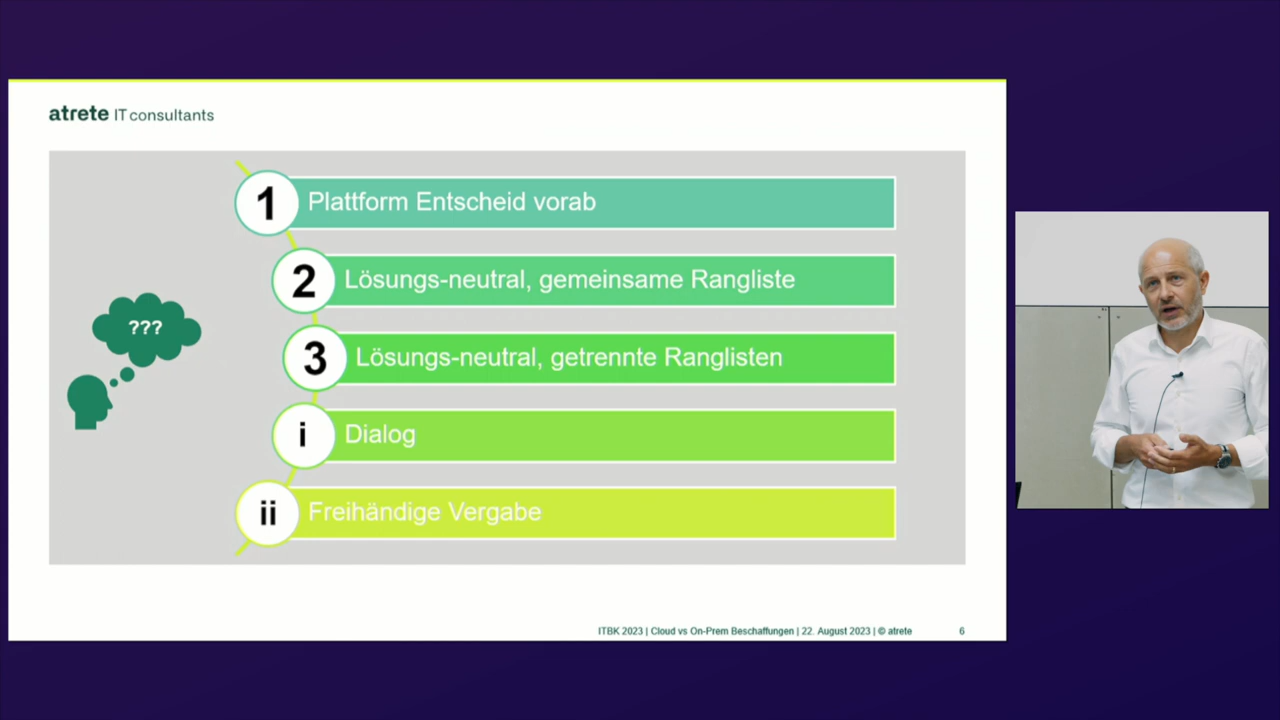 atrete IT consultants
1 Plattform Entscheid vorab
2 Lösungs-neutral, gemeinsame Rangliste
3 Lösungs-neutral, getrennte Ranglisten
???
i Dialog
ii Freihändige Vergabe
ITBK 2023 | Cloud vs On-Prem Beschaffungen | 22. August 2023 | © atrete 6